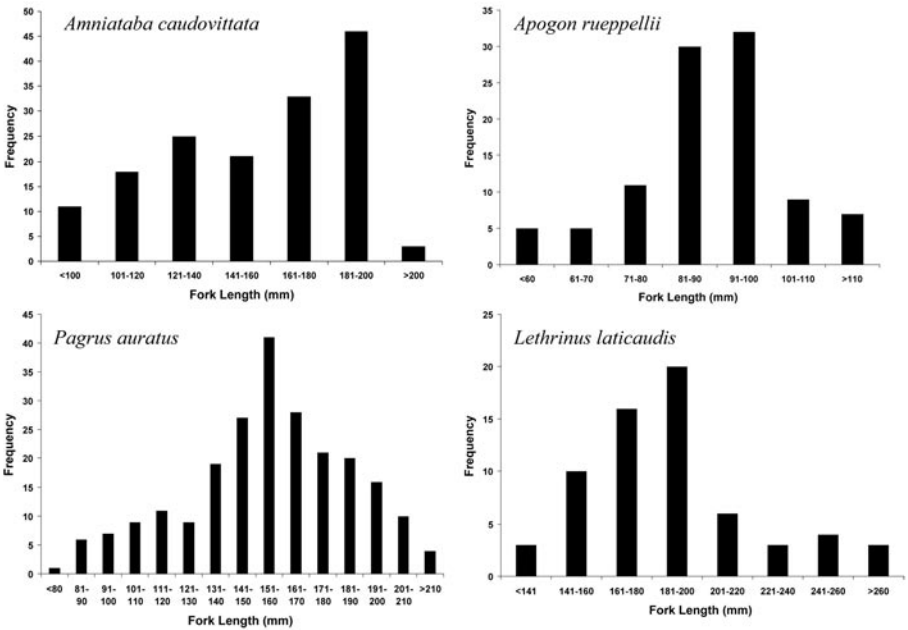 Amniataba caudovittata
50
45
40
35
30
25
20
15
10
5
0
Frequency
<100 101-120 121-140 141-160 161-180 181-200 >200
Fork Length (mm)
Apogon rueppellii
35
30
25
20
15
10
5
0
Frequency
<60 61-70 71-80 81-90 91-100 101-110 >110
Fork Length (mm)
Pagrus auratus
45
40
35
30
25
20
15
10
5
0
Frequency
<80 81- 91- 101- 111- 121- 131- 141- 151- 161- 171- 181- 191- 201- >210
90 100 110 120 130 140 150 160 170 180 190 200 210
Fork Length (mm)
Lethrinus laticaudis
25
20
15
10
5
0
Frequency
<141 141-160 161-180 181-200 201-220 221-240 241-260 >260
Fork Length (mm)